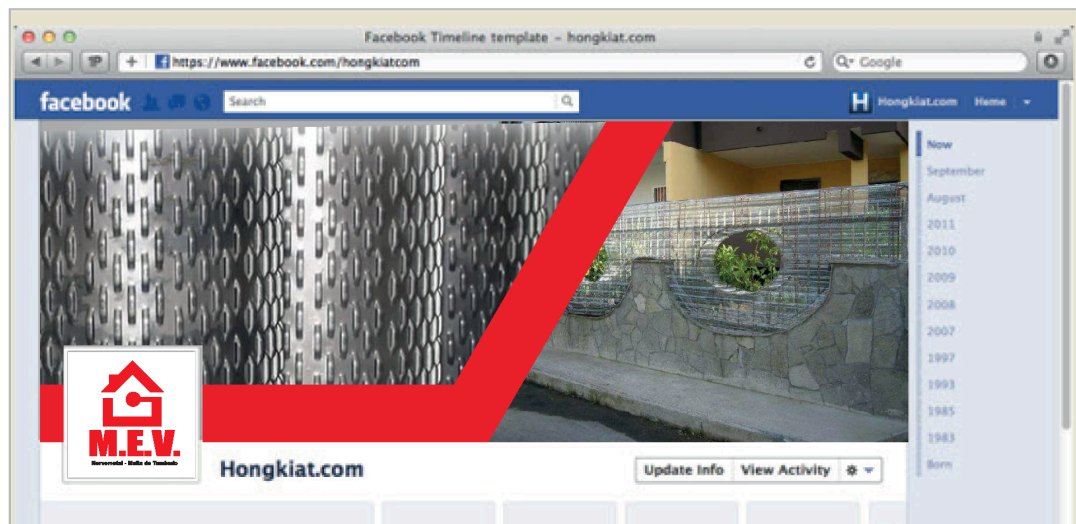 Facebook Timeline template – hongkiat.com
1P + https://www.facebook.com/hongkiatcom C Q Google
facebook Search H Hongkiat.com Home
Now
September
August
2011
2010
2009
2008
2007
1997
1993
1985
1983
Born
M.E.V.
Hongkiat.com Update Info View Activity